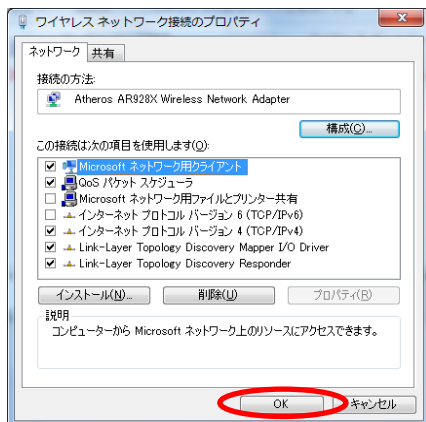 ワイヤレス ネットワーク接続のプロパティ
ネットワーク 共有
接続の方法:
Atheros AR928X Wireless Network Adapter
構成(C)...
この接続は次の項目を使用します(O):
Microsoft ネットワーク用クライアント
QoS パケット スケジューラ
Microsoft ネットワーク用ファイルとプリンター共有
インターネット プロトコル バージョン 6 (TCP/IPv6)
インターネット プロトコル バージョン 4 (TCP/IPv4)
Link-Layer Topology Discovery Mapper I/O Driver
Link-Layer Topology Discovery Responder
インストール(N)... 削除(U) プロパティ(R)
説明
コンピューターから Microsoft ネットワーク上のリソースにアクセスできます。
OK キャンセル